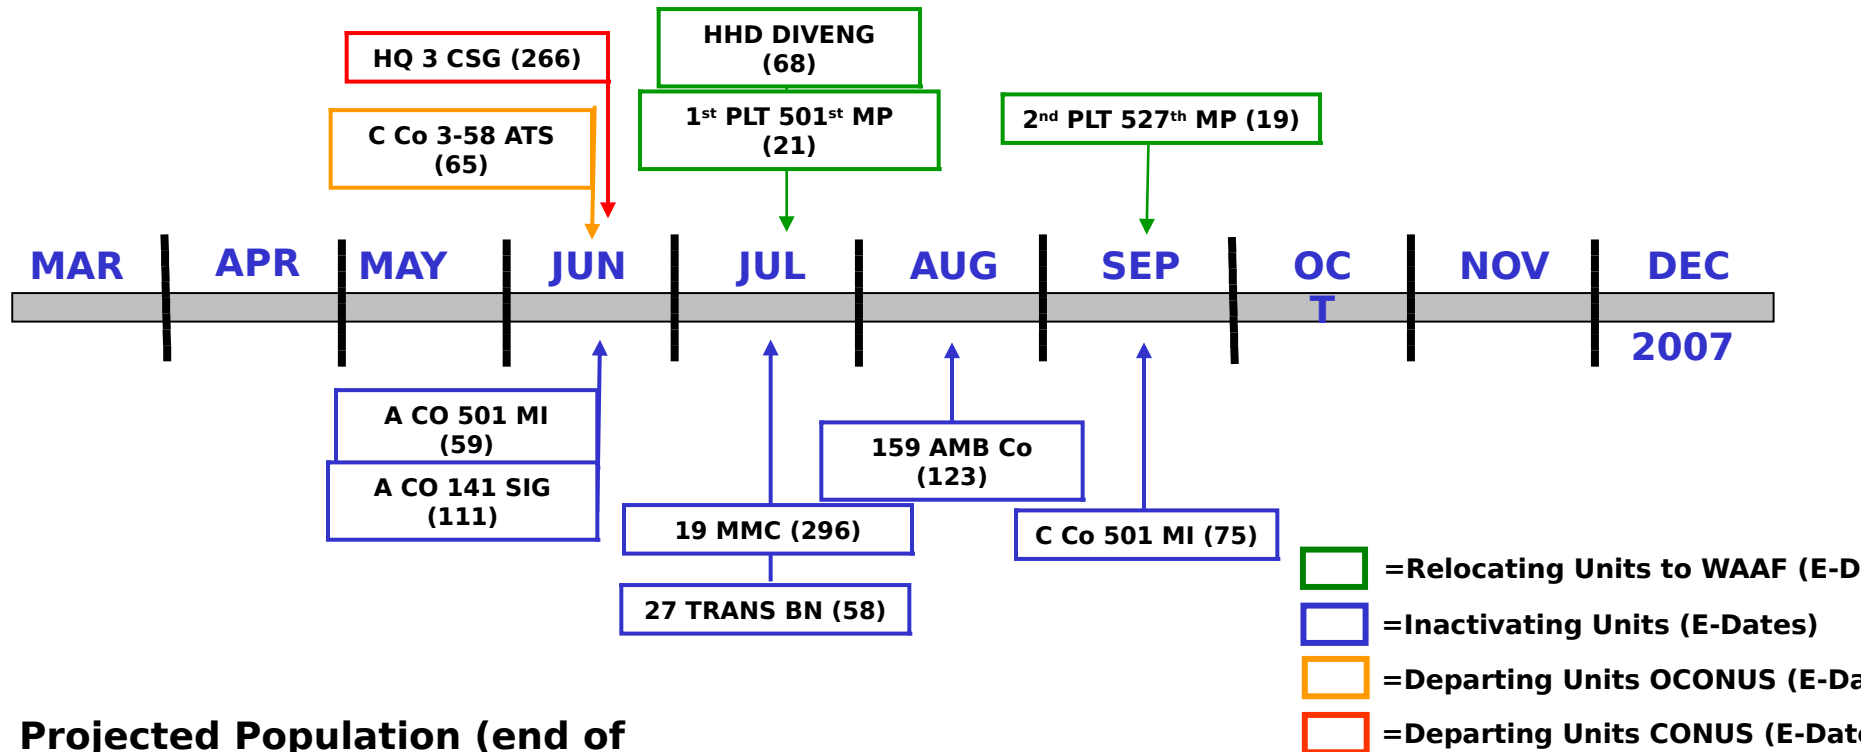 HHD DIVENG
(68)
HQ 3 CSG (266)
1st PLT 501st MP
(21)
2nd PLT 527th MP (19)
C Co 3-58 ATS
(65)
MAR APR MAY JUN JUL AUG SEP OC
T
NOV DEC
2007
A CO 501 MI
(59)
A CO 141 SIG
(111)
159 AMB Co
(123)
19 MMC (296)
C Co 501 MI (75)
27 TRANS BN (58)
=Relocating Units to WAAF (E-D
=Inactivating Units (E-Dates)
=Departing Units OCONUS (E-Da
=Departing Units CONUS (E-Date
Projected Population (end of